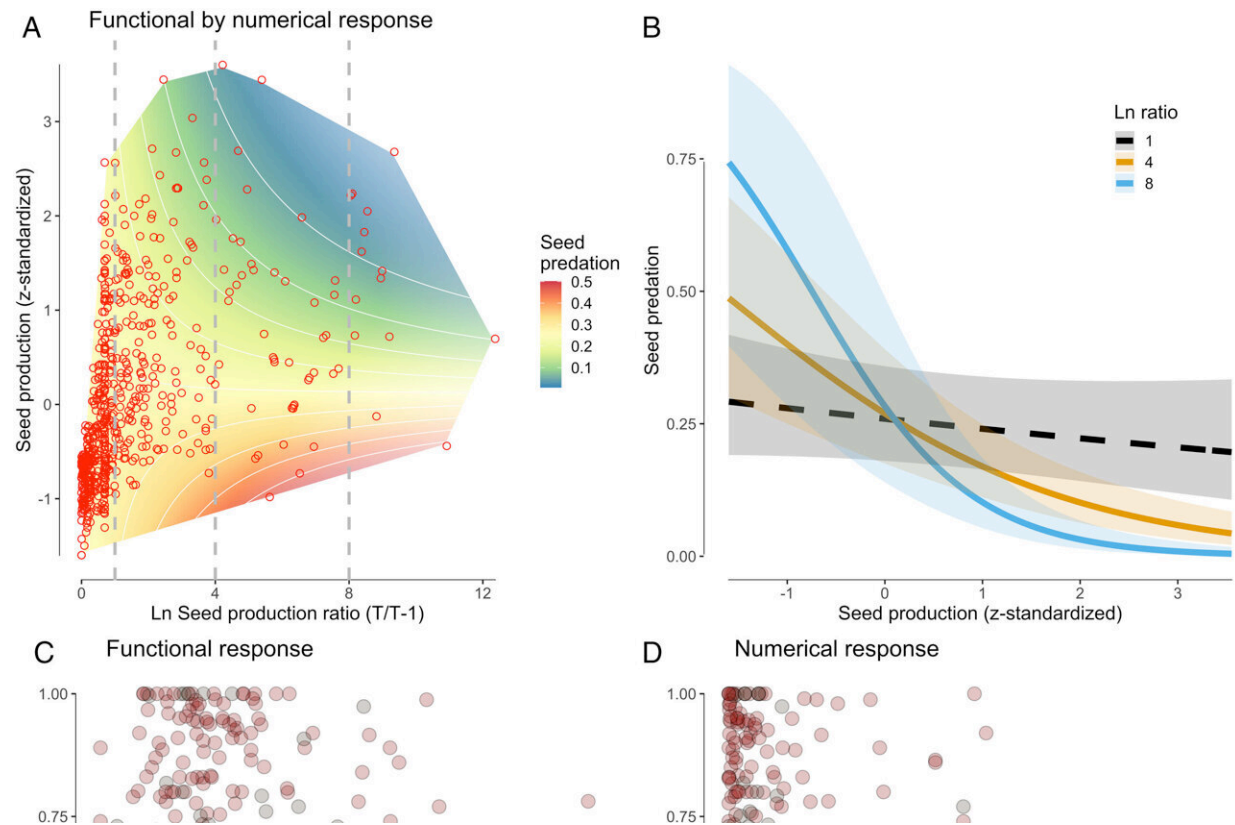 A
Functional by numerical response
Seed production (z-standardized)
3
2
1
0
-1
0
4
8
12
Ln Seed production ratio (T/T-1)
Seed
predation
0.5
0.4
0.3
0.2
0.1
B
Ln ratio
1
4
8
Seed predation
0.75
0.50
0.25
0.00
-1
0
1
2
3
Seed production (z-standardized)
C
Functional response
1.00
0.75
D
Numerical response
1.00
0.75